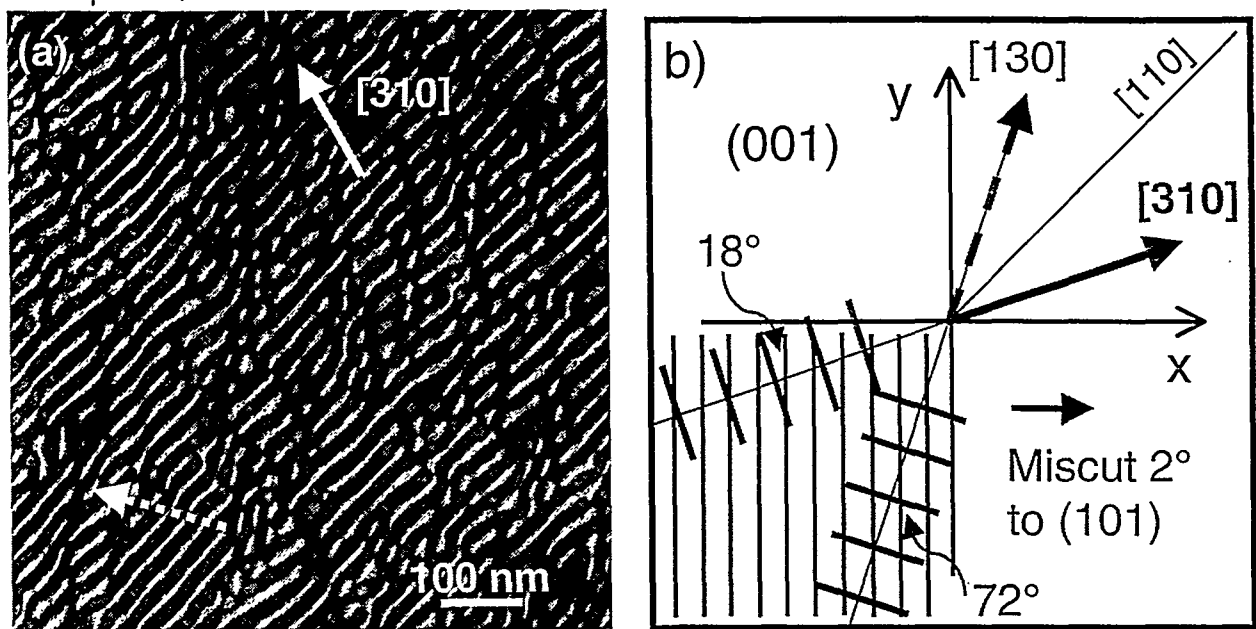 (a)
[310]
100 nm
b)
[130]
[110]
y
(001)
[310]
18°
x
Miscut 2°
to (101)
72°